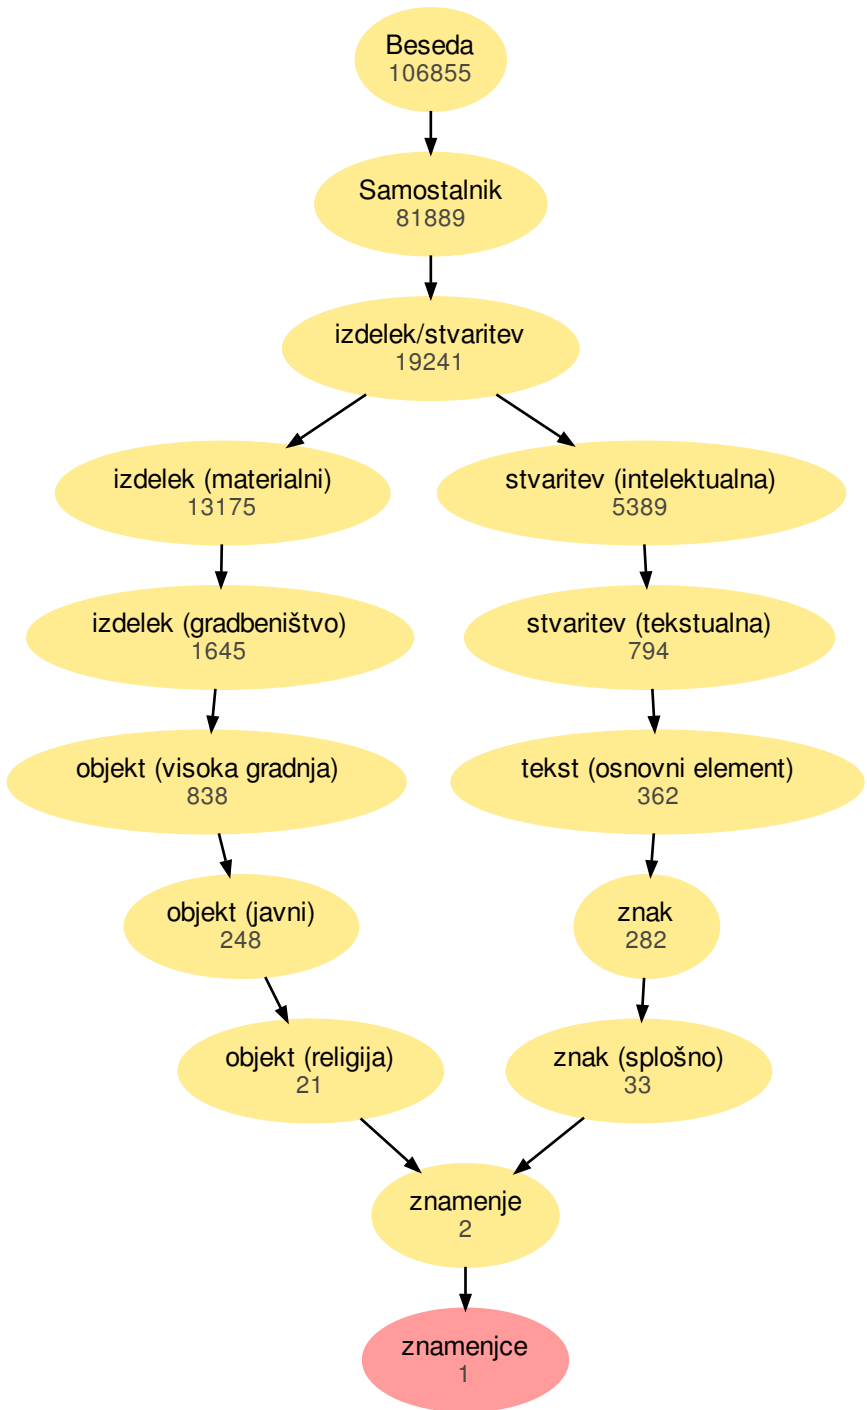 Beseda
106855
Samostalnik
81889
izdelek/stvaritev
19241
izdelek (materialni)
13175
stvaritev (intelektualna)
5389
izdelek (gradbeništvo)
1645
stvaritev (tekstualna)
794
objekt (visoka gradnja)
838
tekst (osnovni element)
362
objekt (javni)
248
znak
282
objekt (religija)
21
znak (splošno)
33
znamenje
2
znamenjce
1